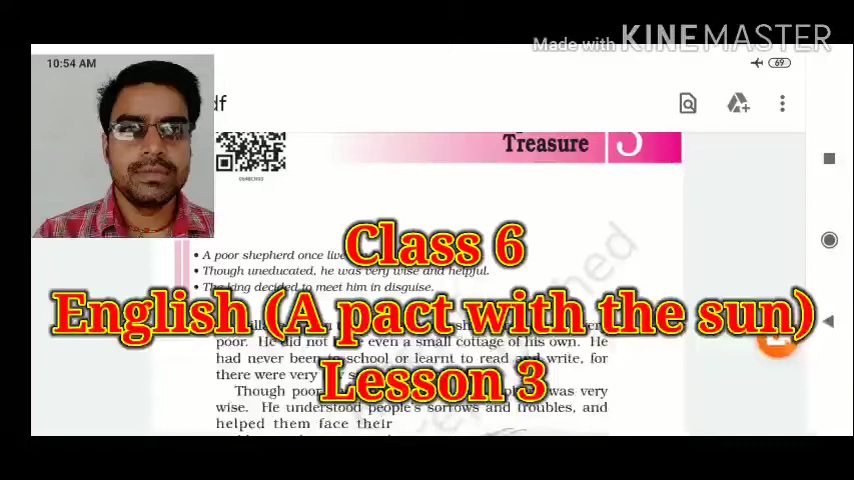 Made with KINEMASTER
10:54 AM
69
df
Treasure 3
• A poor shepherd once live
Class 6
• Though uneducated, he was very wise and helpful.
• The king decided to meet him in disguise.
English (A pact with the sun)
poor. He did not even a small cottage of his own. He
had never been to school or learnt to read and write, for
there were very
Lesson 3
Though poor was very
wise. He understood people's sorrows and troubles, and
helped them face their